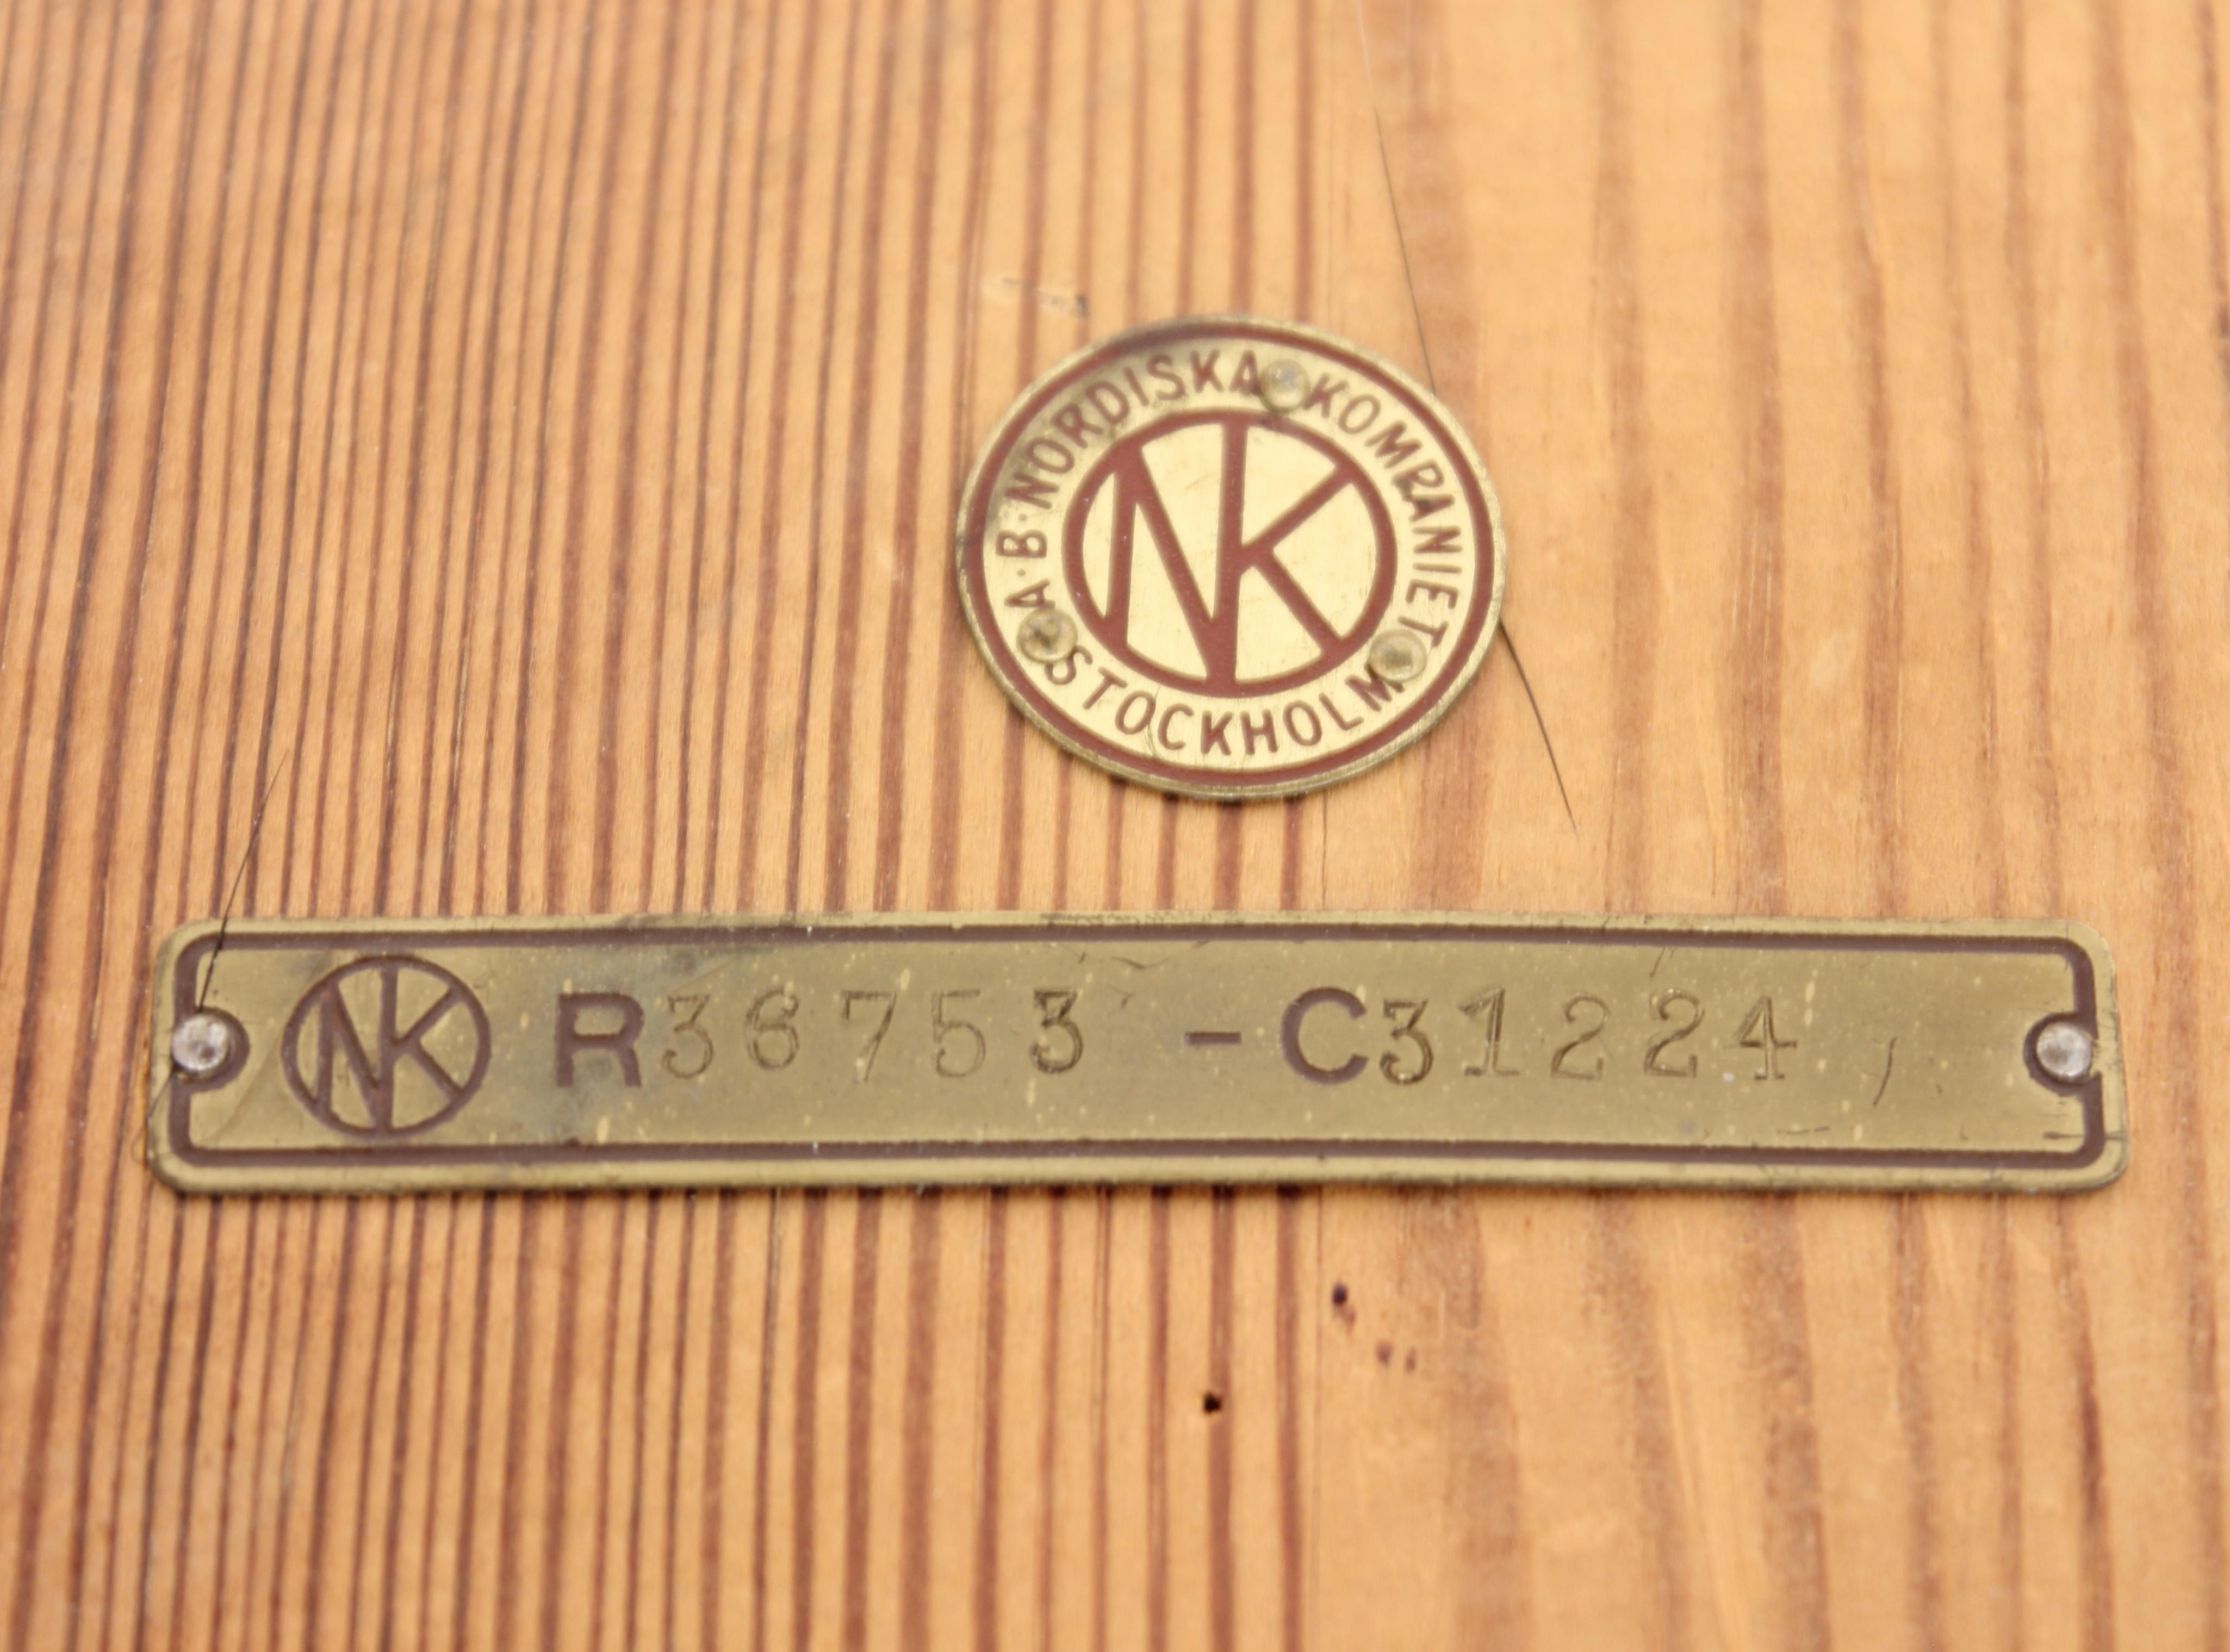 A·B·NORDISKA KOMPANIET
STOCKHOLM
NK
NK R36753 - C31224